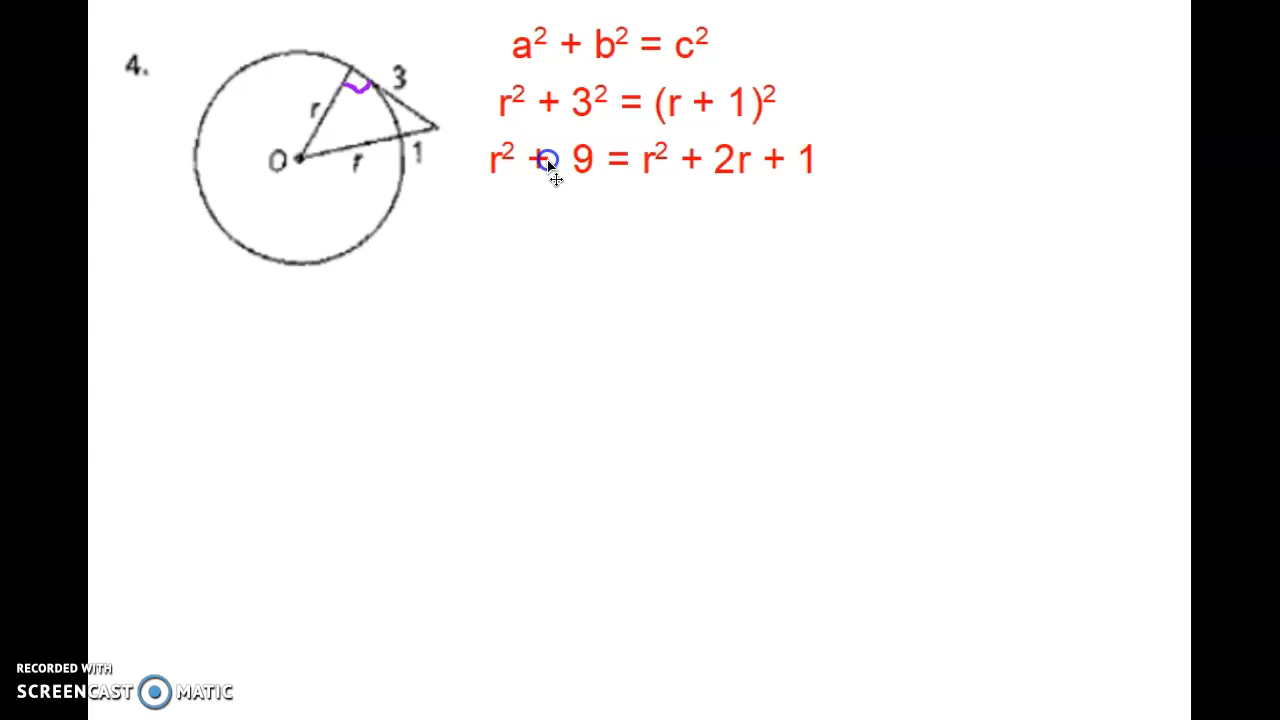 4.
3
r
O
r
1
a² + b² = c²
r² + 3² = (r + 1)²
r² + 9 = r² + 2r + 1
RECORDED WITH
SCREENCAST MATIC